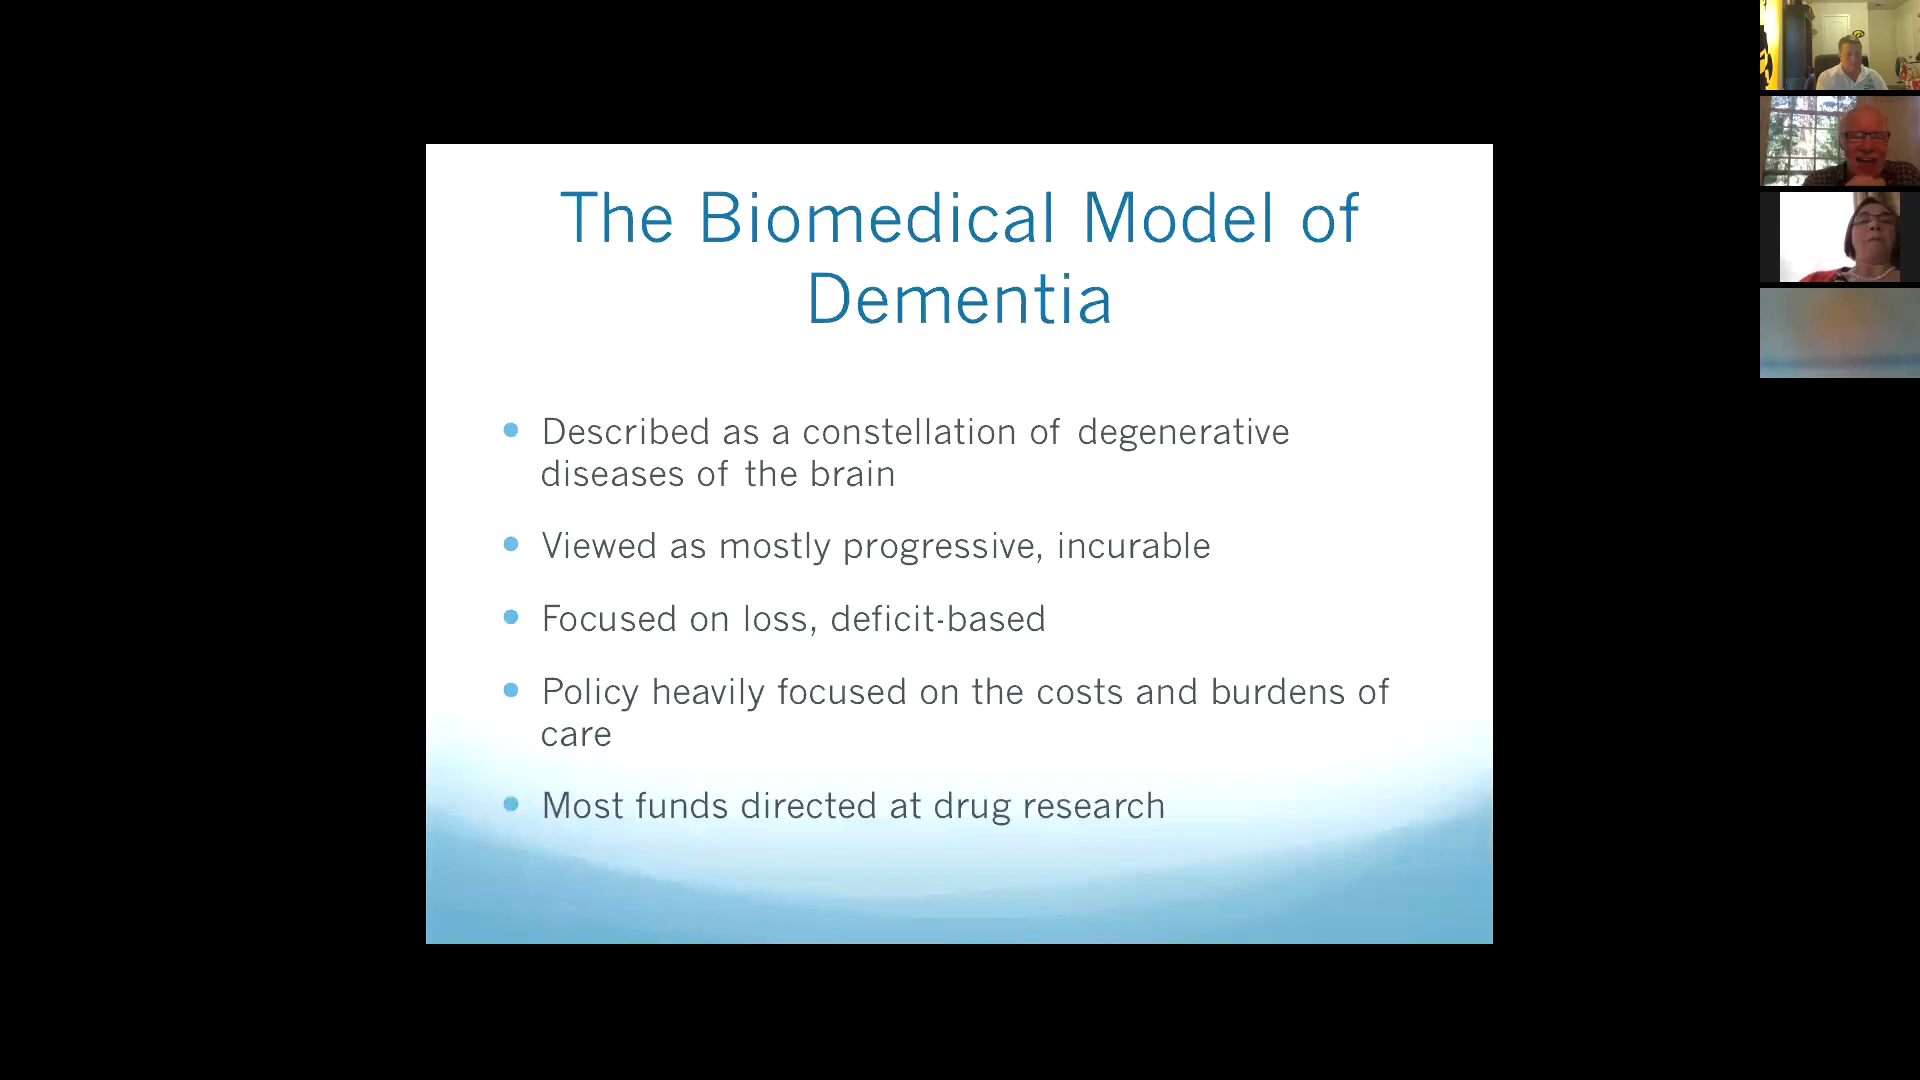 The Biomedical Model of
Dementia
Described as a constellation of degenerative
diseases of the brain
Viewed as mostly progressive, incurable
Focused on loss, deficit-based
Policy heavily focused on the costs and burdens of
care
Most funds directed at drug research